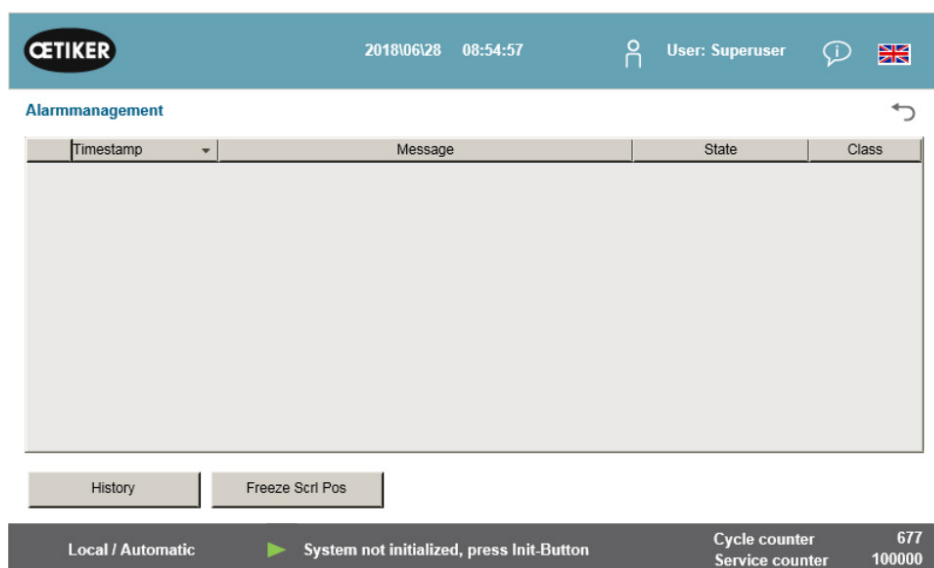 ŒTIKER 2018\06\28 08:54:57 User: Superuser
Alarmmanagement
Timestamp Message State Class
History Freeze Scrl Pos
Local / Automatic System not initialized, press Init-Button Cycle counter 677
Service counter 100000